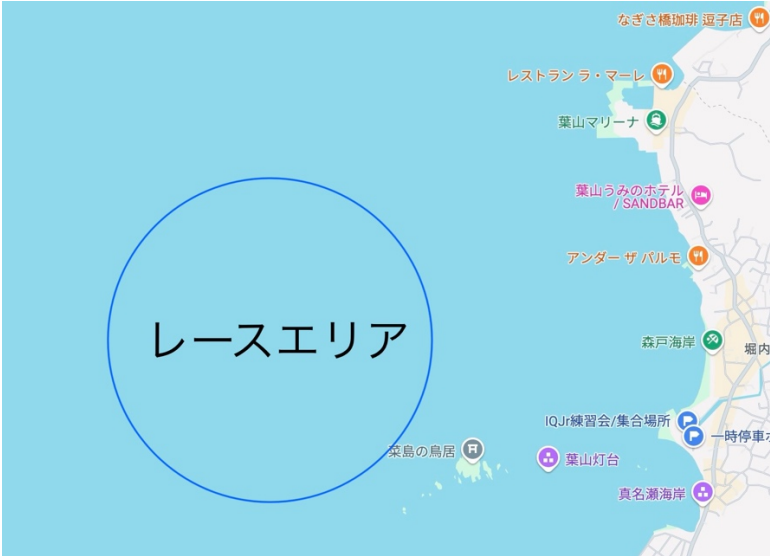 なぎさ橋珈琲 逗子店
レストラン ラ・マーレ
葉山マリーナ
葉山うみのホテル
/ SANDBAR
アンダー ザ パルモ
レースエリア
森戸海岸
堀内
IQJr練習会/集合場所
一時停車
菜島の鳥居
葉山灯台
真名瀬海岸